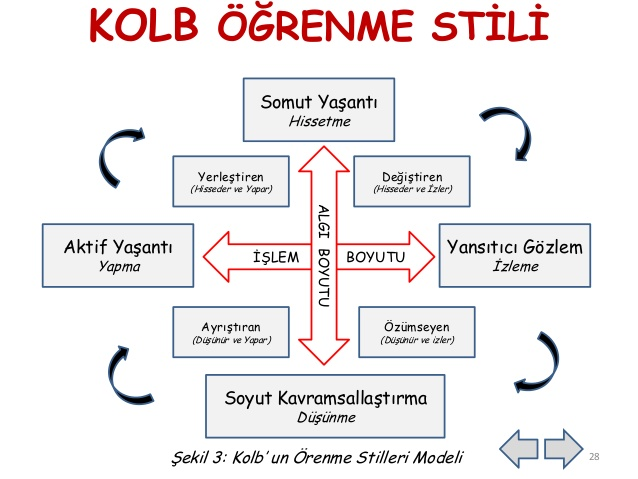 KOLB ÖĞRENME STİLİ
Somut Yaşantı
Hissetme
Yerleştiren
(Hisseder ve Yapar)
Değiştiren
(Hisseder ve İzler)
Aktif Yaşantı
Yapma
İŞLEM
ALGI BOYUTU
BOYUTU
Yansıtıcı Gözlem
İzleme
Ayrıştıran
(Düşünür ve Yapar)
Özümseyen
(Düşünür ve izler)
Soyut Kavramsallaştırma
Düşünme
Şekil 3: Kolb' un Örenme Stilleri Modeli
28